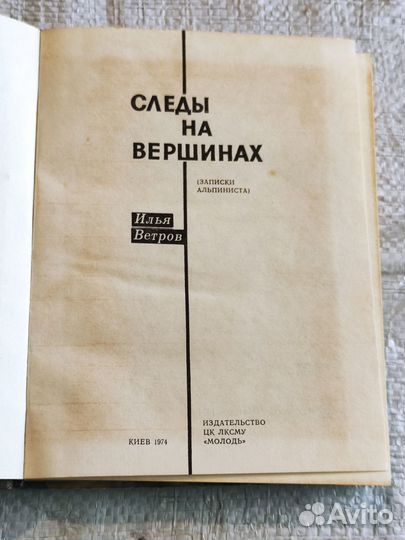 СЛЕДЫ
НА
ВЕРШИНАХ
(ЗАПИСКИ
АЛЬПИНИСТА)
Илья
Ветров
ИЗДАТЕЛЬСТВО
ЦК ЛКСМУ
«МОЛОДЬ»
КИЕВ 1974
Avito